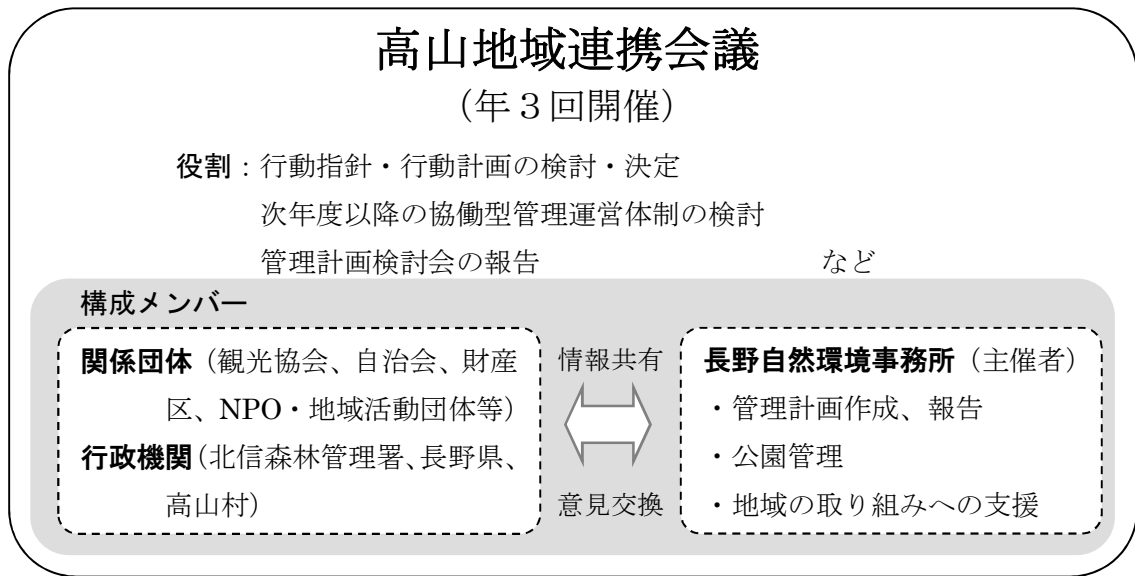 高山地域連携会議
（年３回開催）
役割：行動指針・行動計画の検討・決定
次年度以降の協働型管理運営体制の検討
管理計画検討会の報告　など
構成メンバー
関係団体（観光協会、自治会、財産
区、NPO・地域活動団体等）
行政機関（北信森林管理署、長野県、
高山村）
情報共有
意見交換
長野自然環境事務所（主催者）
・管理計画作成、報告
・公園管理
・地域の取り組みへの支援